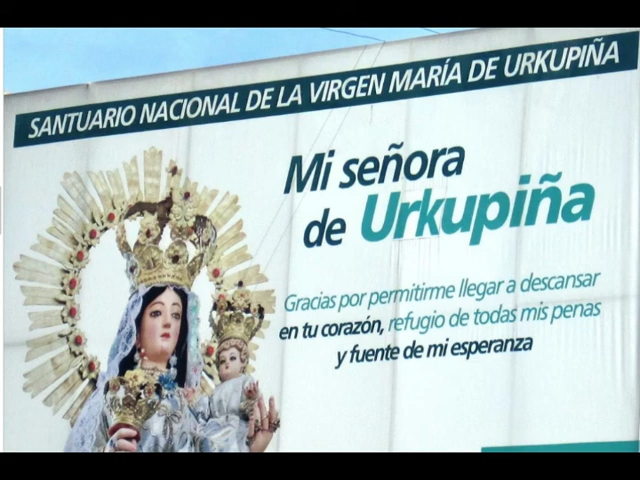 SANTUARIO NACIONAL DE LA VIRGEN MARÍA DE URKUPIÑA
Mi señora
de Urkupiña
Gracias por permitirme llegar a descansar
en tu corazón, refugio de todas mis penas
y fuente de mi esperanza